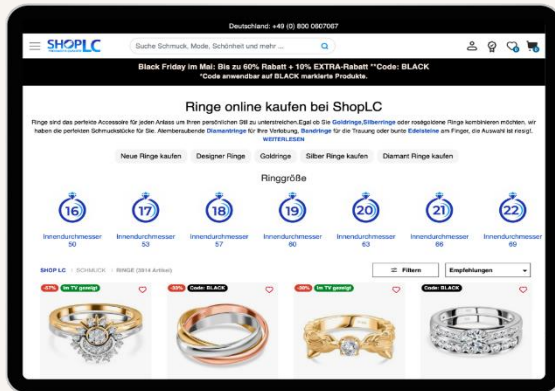 Deutschland: +49 (0) 800 0607067
SHOPLC
Suche Schmuck, Mode, Schönheit und mehr ...
Black Friday im Mai: Bis zu 60% Rabatt + 10% EXTRA-Rabatt **Code: BLACK
*Code anwendbar auf BLACK markierte Produkte.
Ringe online kaufen bei ShopLC
Ringe sind das perfekte Accessoire für jeden Anlass um Ihren persönlichen Stil zu unterstreichen.Egal ob Sie Goldringe,Silberringe oder roségoldene Ringe kombinieren möchten, wir
haben die perfekten Schmuckstücke für Sie. Atemberaubende Diamantringe für Ihre Verlobung, Bandringe für die Trauung oder bunte Edelsteine am Finger, die Auswahl ist riesig!.
WEITERLESEN
Neue Ringe kaufen Designer Ringe Goldringe Silber Ringe kaufen Diamant Ringe kaufen
Ringgröße
16 17 18 19 20 21 22
Innendurchmesser Innendurchmesser Innendurchmesser Innendurchmesser Innendurchmesser Innendurchmesser Innendurchmesser
50 53 57 60 63 66 69
SHOP LC SCHMUCK RINGE (3914 Artikel) Filtern Empfehlungen
Im TV gezeigt Code: BLACK Im TV gezeigt Code: BLACK